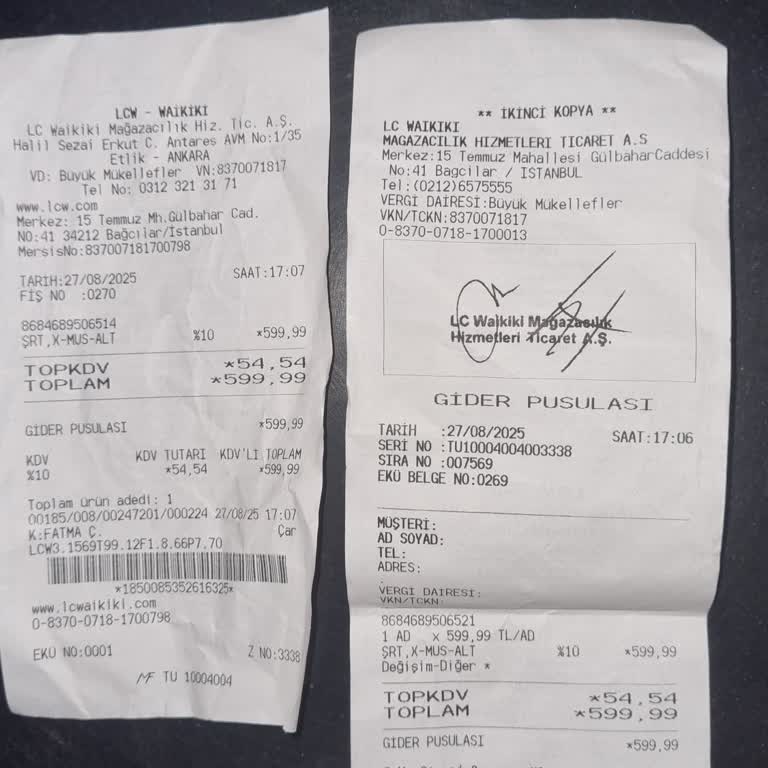 LCW - WAİKİKİ
LC Waikiki Mağazacılık Hiz. Tic. A.Ş.
Halil Sezai Erkut C. Antares AVM No:1/35
Etlik - ANKARA
VD: Büyük Mükellefler VN:8370071817
Tel No: 0312 321 31 71
www.lcw.com
Merkez: 15 Temmuz Mh.Gülbahar Cad.
NO:41 34212 Bağcılar/İstanbul
MersisNo:837007181700798
TARİH:27/08/2025 SAAT:17:07
FİŞ NO :0270
8684689506514
ŞRT,X-MUS-ALT %10 *599,99
TOPKDV *54,54
TOPLAM *599,99
GİDER PUSULASI *599,99
KDV KDV TUTARI KDV'Lİ TOPLAM
%10 *54,54 *599,99
Toplam ürün adedi: 1
00185/008/00247201/000224 27/08/25 17:07
K:FATMA Ç. Çar
LCW3.1569T99.12F1.8.66P7.70
*1850085352616325*
www.lcwaikiki.com
0-8370-0718-1700798
EKÜ NO:0001 Z NO:3338
MF TU 10004004
** İKİNCİ KOPYA **
LC WAIKIKI
MAGAZACILIK HIZMETLERI TICARET A.S
Merkez:15 Temmuz Mahallesi GülbaharCaddesi
No:41 Bagcilar / ISTANBUL
Tel:(0212)6575555
VERGİ DAİRESİ:Büyük Mükellefler
VKN/TCKN:8370071817
0-8370-0718-1700013
LC Waikiki Mağazacılık
Hizmetleri Ticaret A.Ş.
GİDER PUSULASI
TARİH :27/08/2025 SAAT:17:06
SERİ NO :TU10004004003338
SIRA NO :007569
EKÜ BELGE NO:0269
MÜŞTERİ:
AD SOYAD:
TEL:
ADRES:
VERGİ DAİRESİ:
VKN/TCKN:
8684689506521
1 AD x 599,99 TL/AD
ŞRT,X-MUS-ALT %10 *599,99
Değişim-Diğer *
TOPKDV *54,54
TOPLAM *599,99
GİDER PUSULASI *599,99